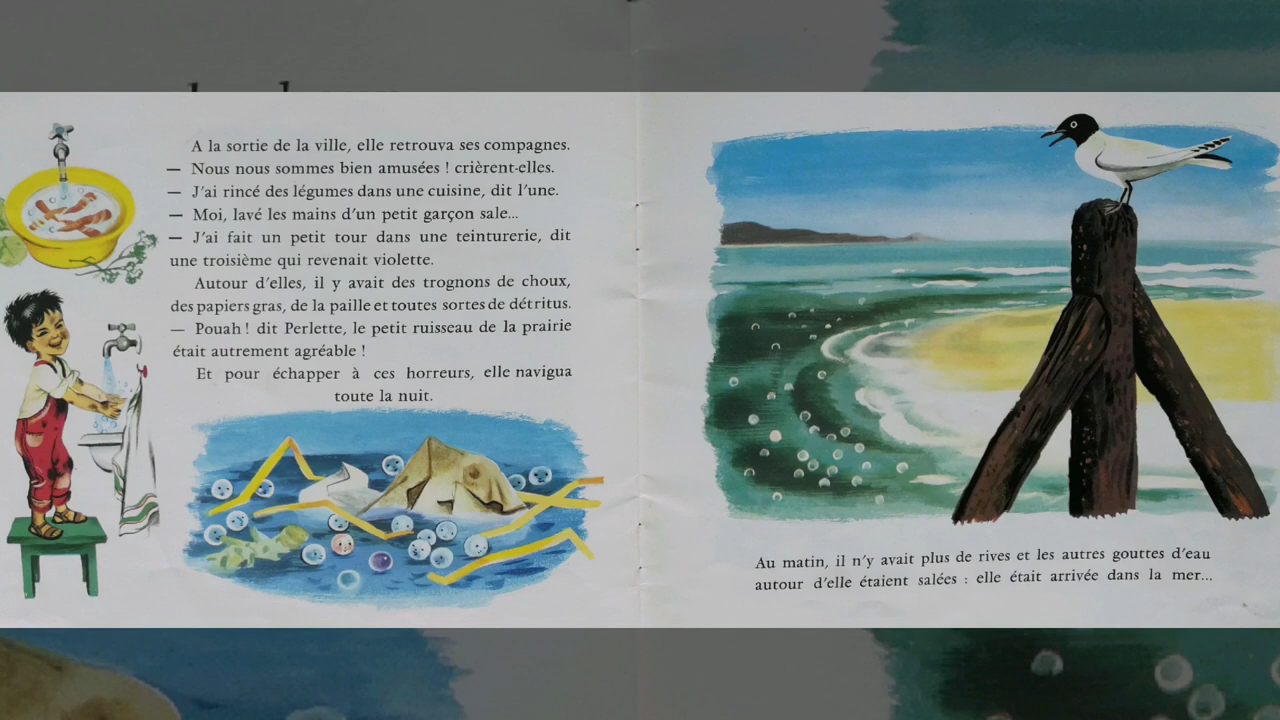 A la sortie de la ville, elle retrouva ses compagnes.
— Nous nous sommes bien amusées ! crièrent-elles.
— J'ai rincé des légumes dans une cuisine, dit l'une.
— Moi, lavé les mains d'un petit garçon sale...
— J'ai fait un petit tour dans une teinturerie, dit
une troisième qui revenait violette.
Autour d'elles, il y avait des trognons de choux,
des papiers gras, de la paille et toutes sortes de détritus.
— Pouah ! dit Perlette, le petit ruisseau de la prairie
était autrement agréable !
Et pour échapper à ces horreurs, elle navigua
toute la nuit.
Au matin, il n'y avait plus de rives et les autres gouttes d'eau
autour d'elle étaient salées : elle était arrivée dans la mer...